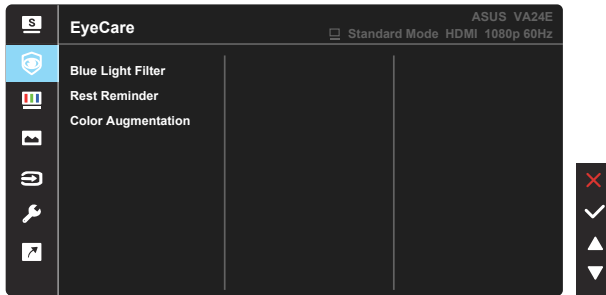 S
EyeCare
ASUS VA24E
Standard Mode HDMI 1080p 60Hz
Blue Light Filter
Rest Reminder
Color Augmentation